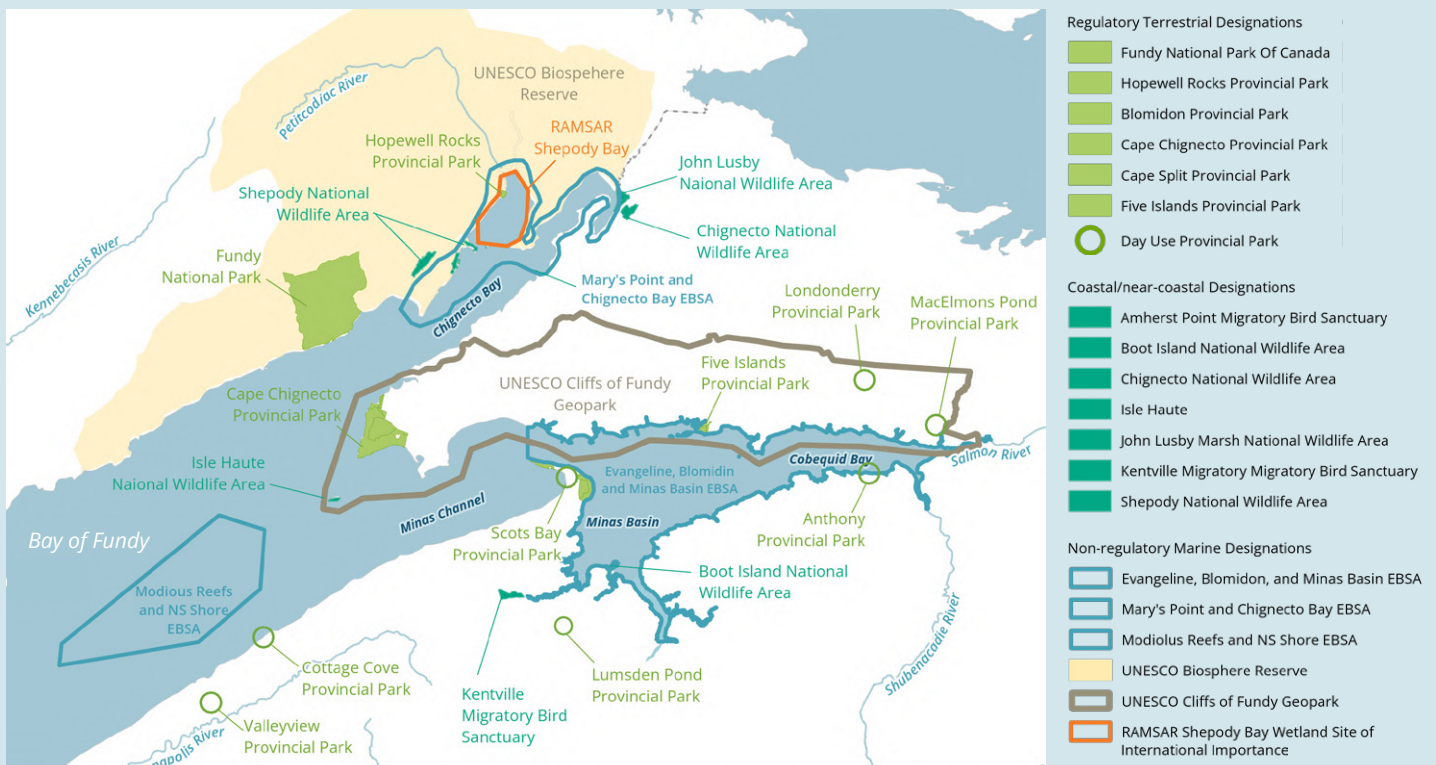 Petitcodiac River
UNESCO Biospehere
Reserve
Hopewell Rocks
Provincial Park
RAMSAR
Shepody Bay
John Lusby
Naional Wildlife Area
Shepody National
Wildlife Area
Chignecto National
Wildlife Area
Kennebecasis River
Fundy
National Park
Mary's Point and
Chignecto Bay EBSA
Chignecto Bay
Londonderry
Provincial Park
MacElmons Pond
Provincial Park
Five Islands
Provincial Park
UNESCO Cliffs of Fundy
Geopark
Cape Chignecto
Provincial Park
Isle Haute
Naional Wildlife Area
Evangeline, Blomidin
and Minas Basin EBSA
Cobequid Bay
Salmon River
Minas Channel
Minas Basin
Scots Bay
Provincial Park
Anthony
Provincial Park
Bay of Fundy
Modious Reefs
and NS Shore
EBSA
Boot Island National
Wildlife Area
Shubenacadie River
Cottage Cove
Provincial Park
Lumsden Pond
Provincial Park
Kentville
Migratory Bird
Sanctuary
Valleyview
Provincial Park
napolis River
Regulatory Terrestrial Designations
Fundy National Park Of Canada
Hopewell Rocks Provincial Park
Blomidon Provincial Park
Cape Chignecto Provincial Park
Cape Split Provincial Park
Five Islands Provincial Park
Day Use Provincial Park
Coastal/near-coastal Designations
Amherst Point Migratory Bird Sanctuary
Boot Island National Wildlife Area
Chignecto National Wildlife Area
Isle Haute
John Lusby Marsh National Wildlife Area
Kentville Migratory Migratory Bird Sanctuary
Shepody National Wildlife Area
Non-regulatory Marine Designations
Evangeline, Blomidon, and Minas Basin EBSA
Mary's Point and Chignecto Bay EBSA
Modiolus Reefs and NS Shore EBSA
UNESCO Biosphere Reserve
UNESCO Cliffs of Fundy Geopark
RAMSAR Shepody Bay Wetland Site of
International Importance